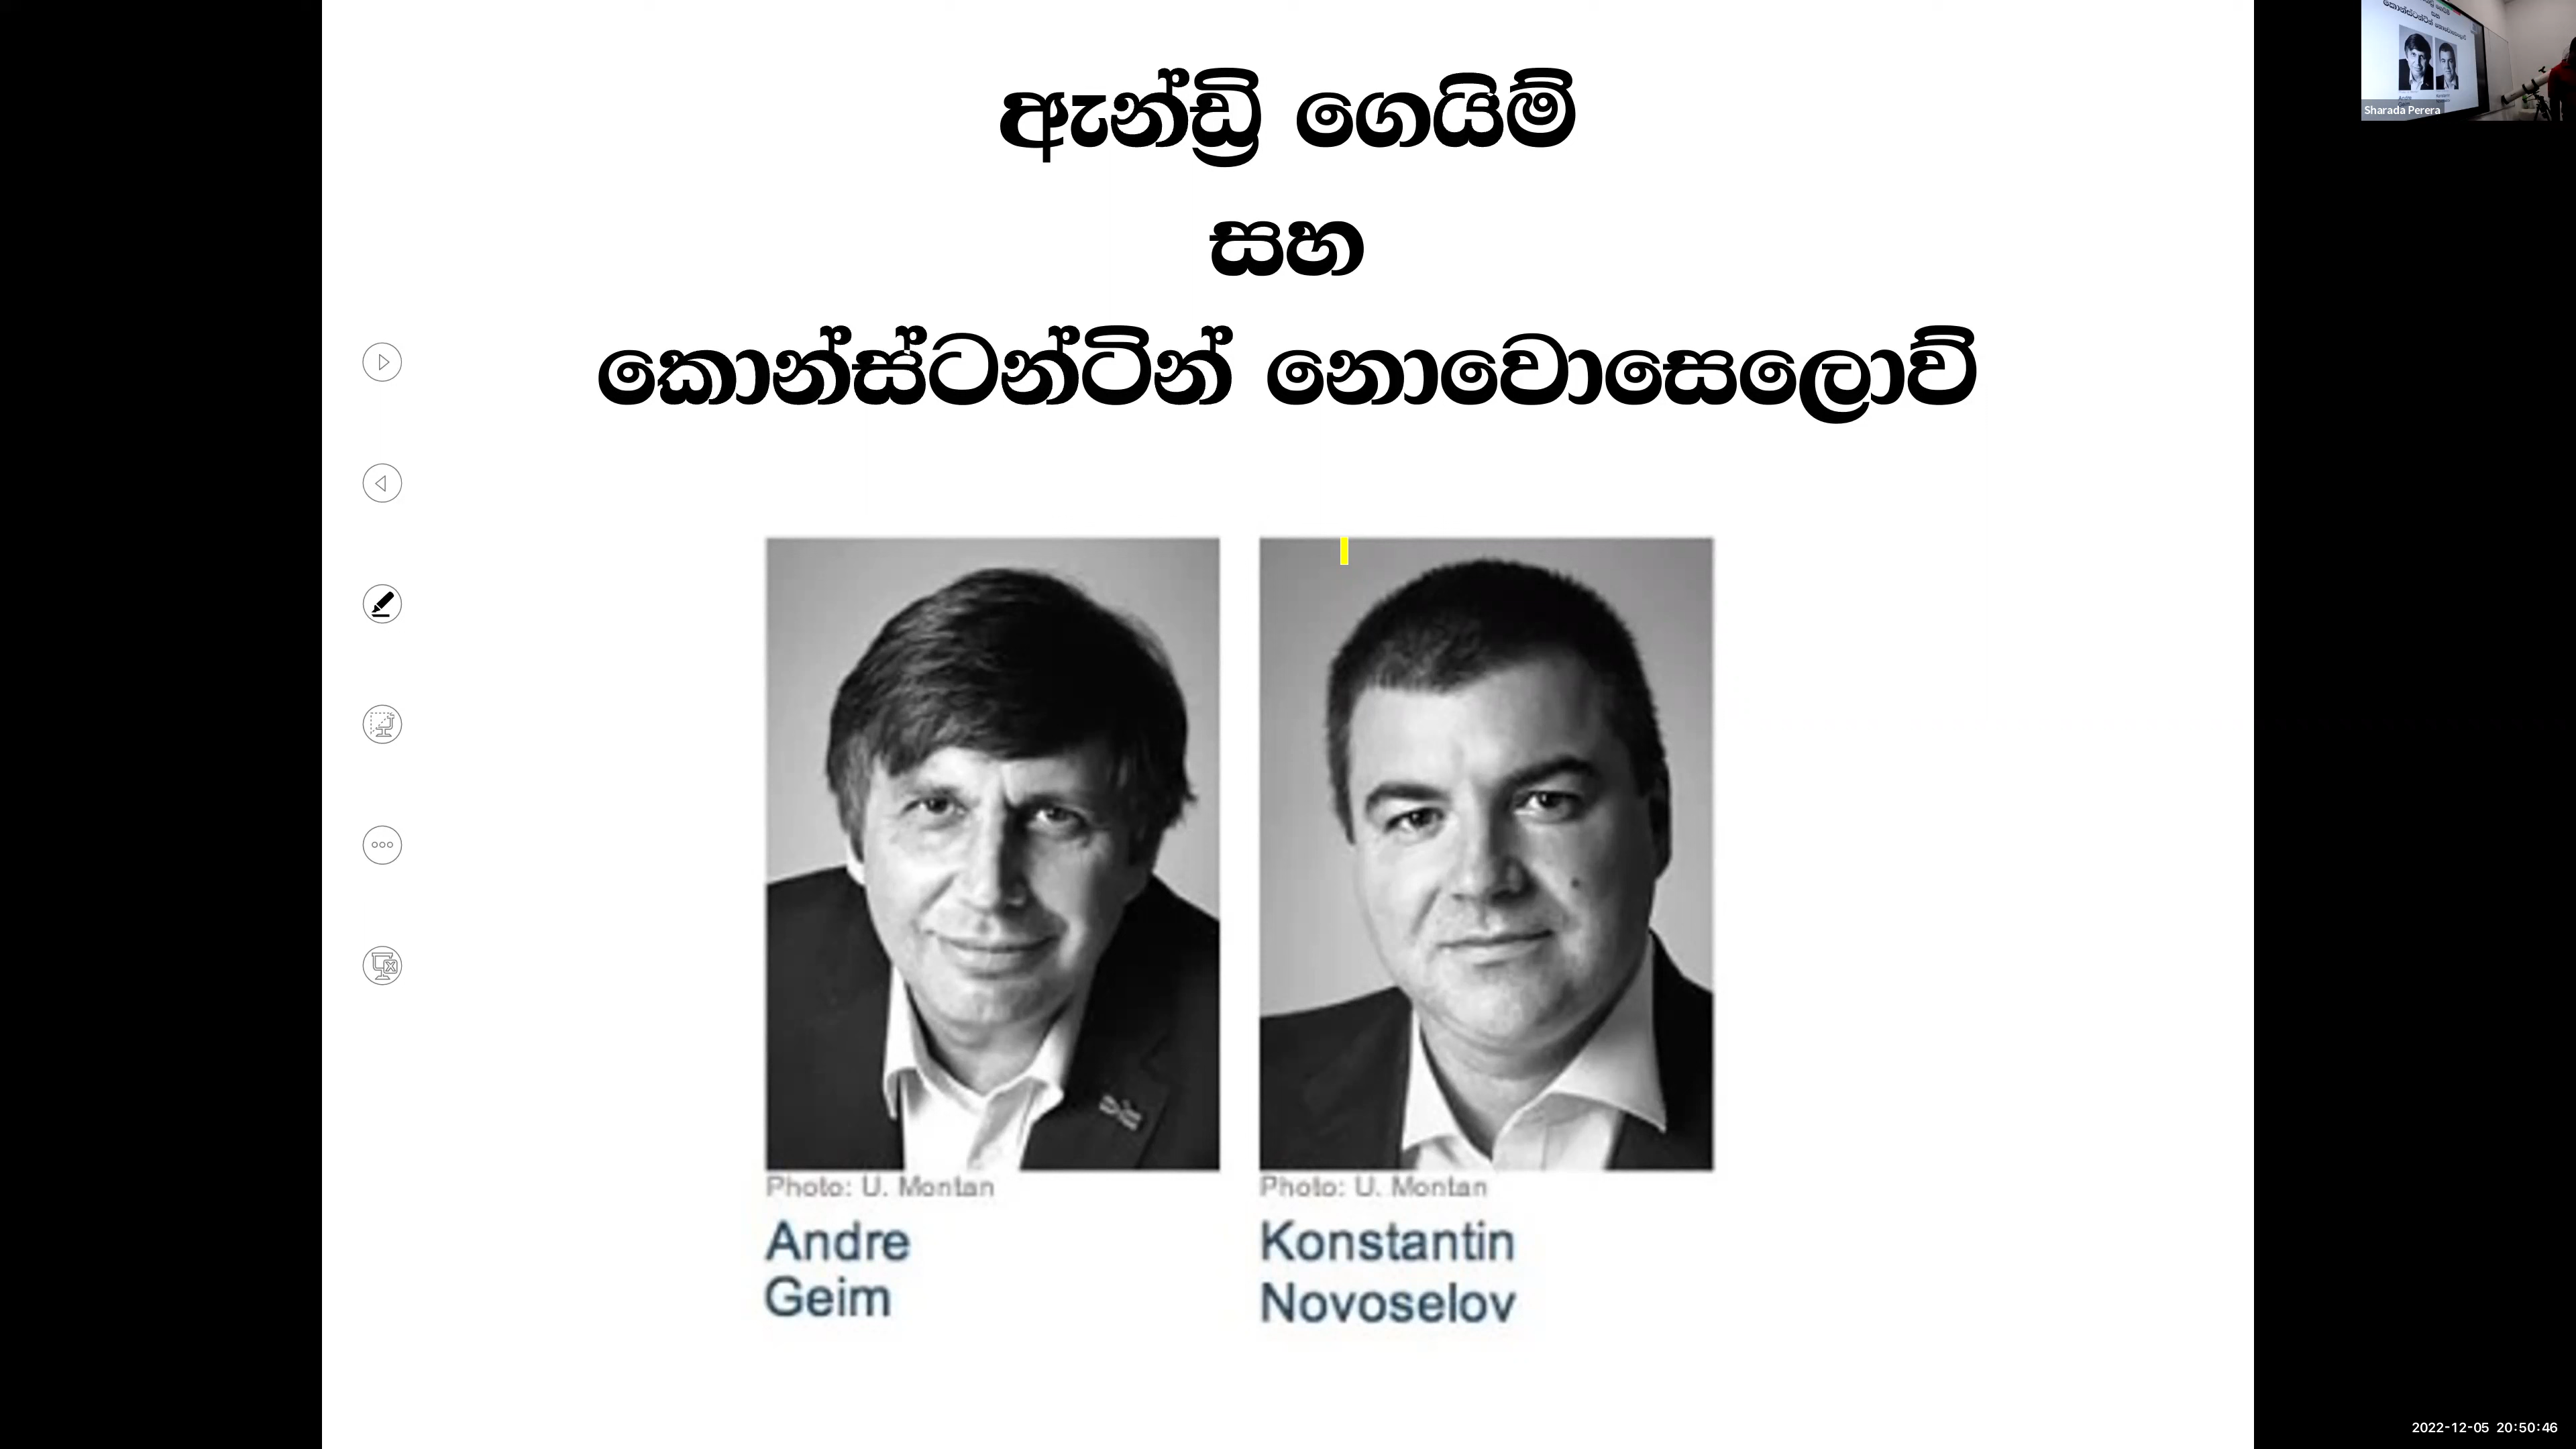 ඇන්ඩ්‍රි ගෙයිම්
සහ
කොන්ස්ටන්ටින් නොවොසෙලොව්
Photo: U. Montan
Photo: U. Montan
Andre
Geim
Konstantin
Novoselov
Sharada Perera
2022-12-05 20:50:46